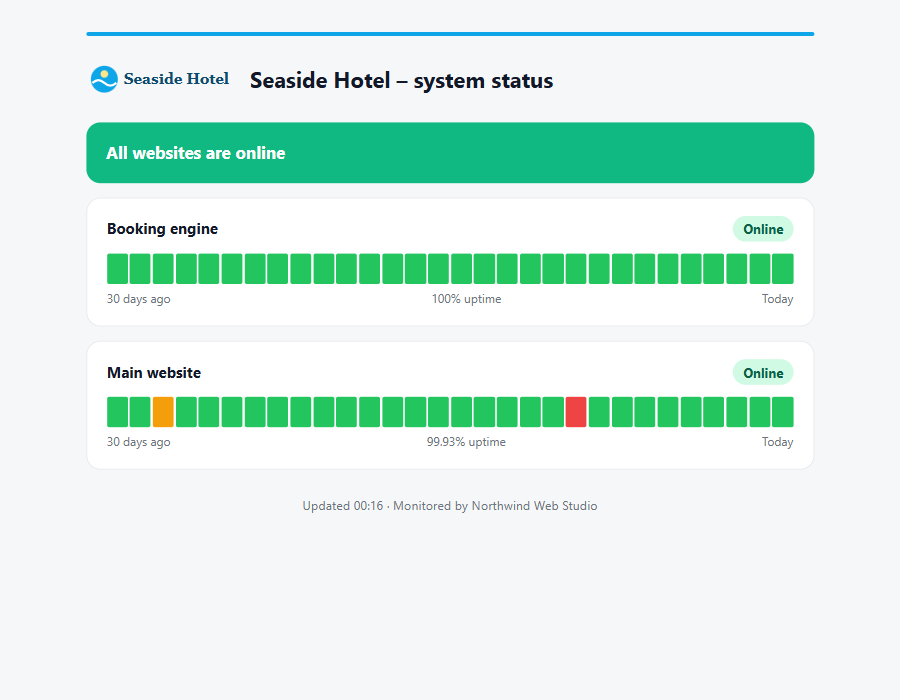 Seaside Hotel
Seaside Hotel – system status
All websites are online
Booking engine
Online
30 days ago
100% uptime
Today
Main website
Online
30 days ago
99.93% uptime
Today
Updated 00:16 · Monitored by Northwind Web Studio